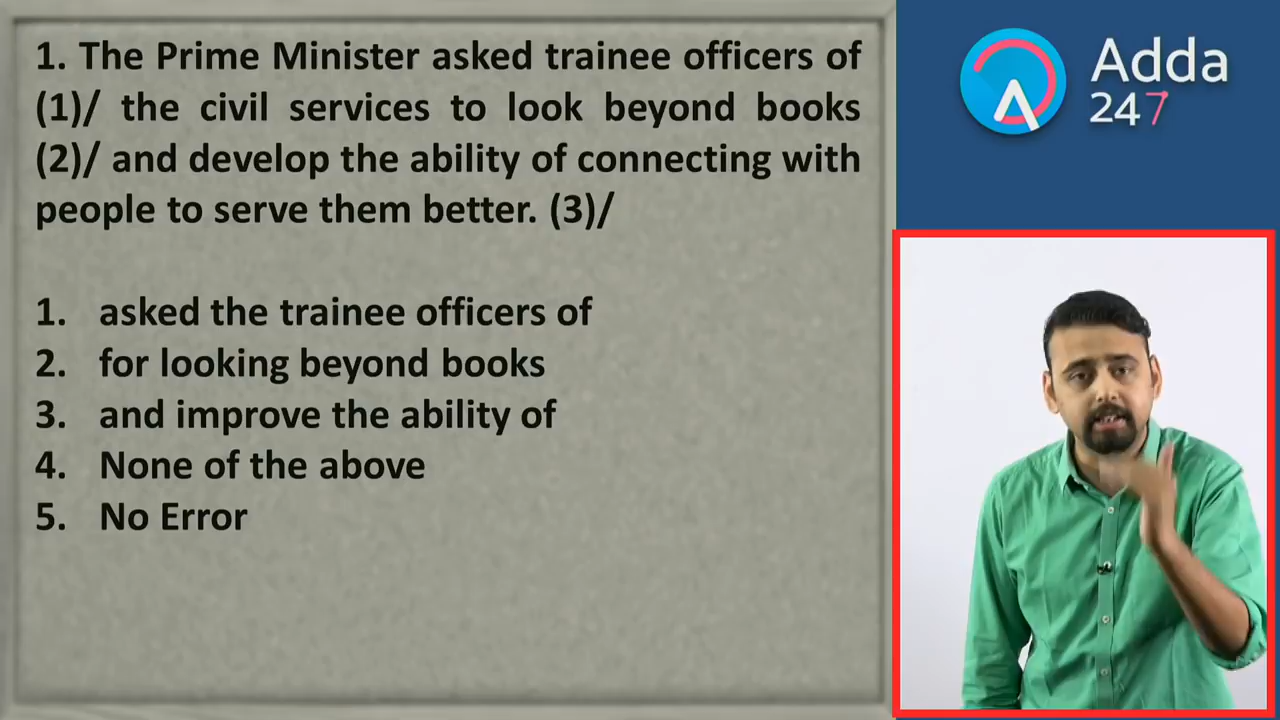 1. The Prime Minister asked trainee officers of
(1)/ the civil services to look beyond books
(2)/ and develop the ability of connecting with
people to serve them better. (3)/
1. asked the trainee officers of
2. for looking beyond books
3. and improve the ability of
4. None of the above
5. No Error
Adda
247